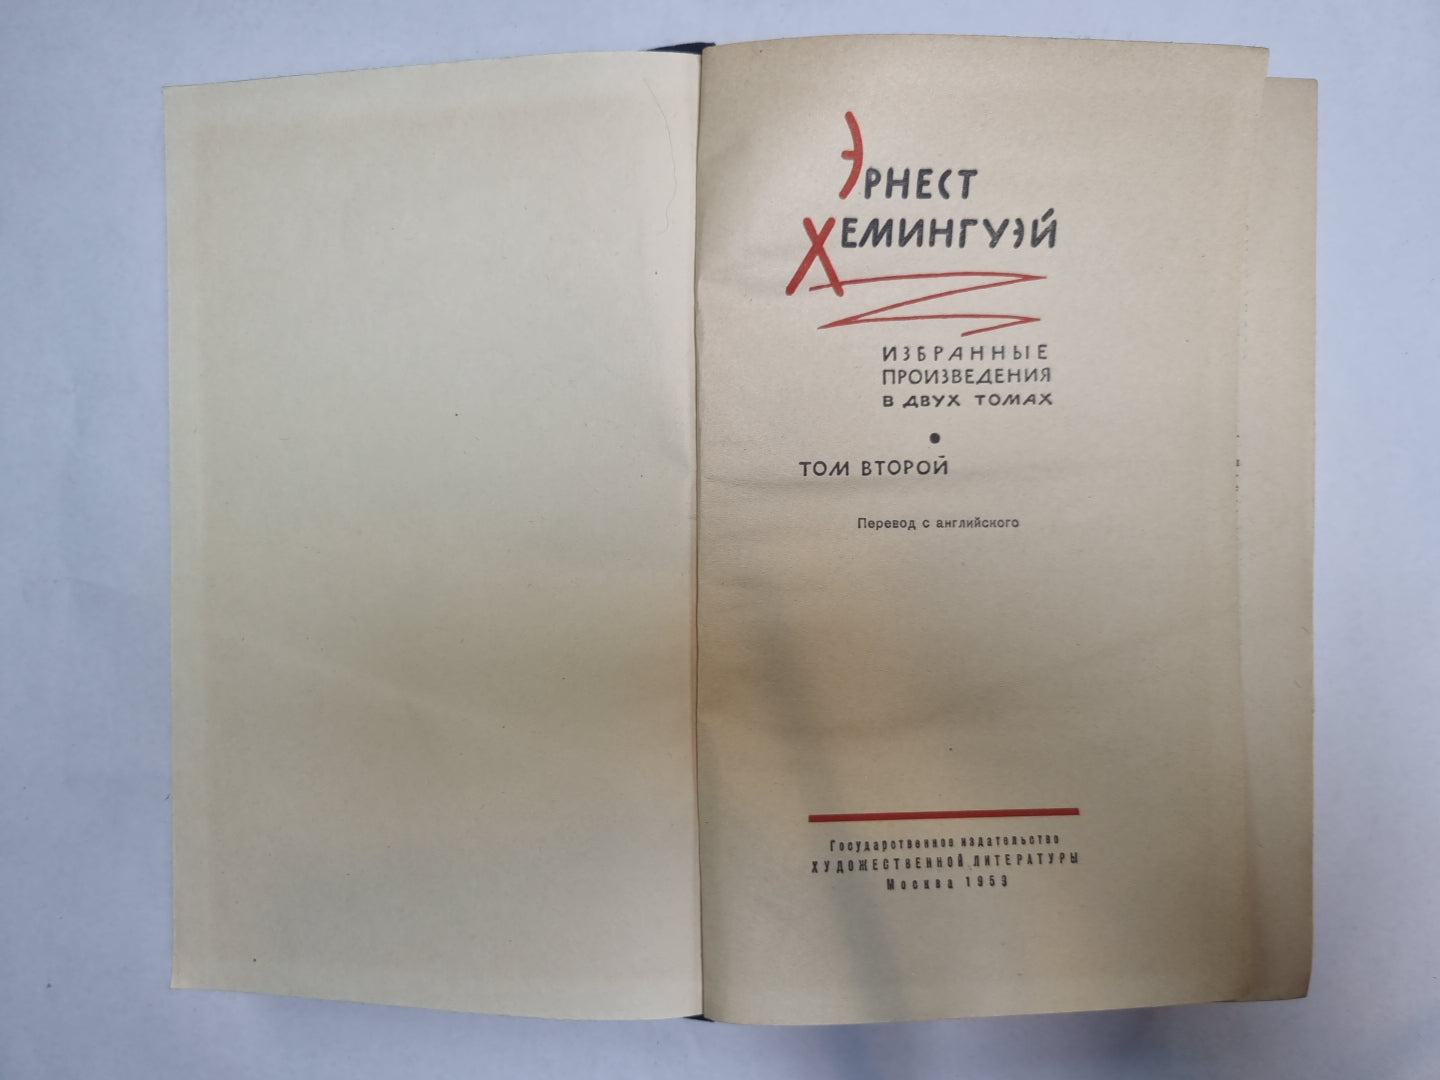 ЭРНЕСТ
ХЕМИНГУЭЙ
ИЗБРАННЫЕ
ПРОИЗВЕДЕНИЯ
В ДВУХ ТОМАХ
•
ТОМ ВТОРОЙ
Перевод с английского
Государственное издательство
ХУДОЖЕСТВЕННОЙ ЛИТЕРАТУРЫ
Москва 1959